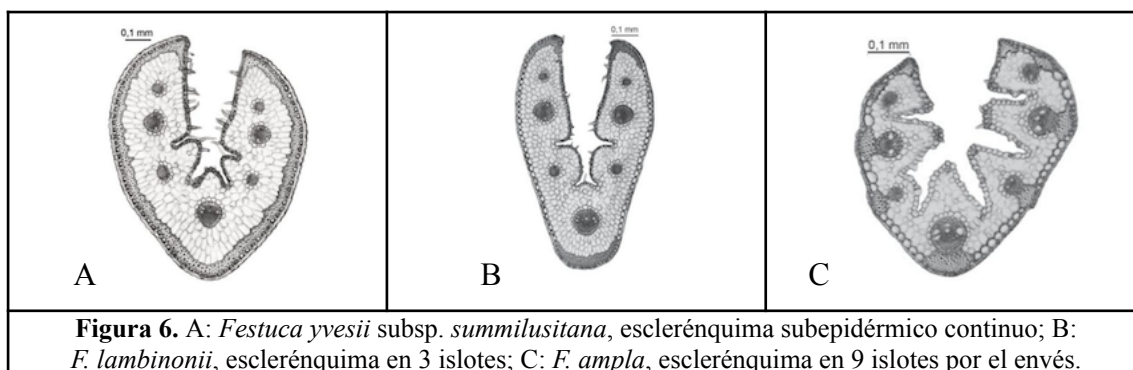 0,1 mm
0,1 mm
0,1 mm
A
B
C
Figura 6. A: Festuca yvesii subsp. summilusitana, esclerénquima subepidérmico continuo; B:
F. lambinonii, esclerénquima en 3 islotes; C: F. ampla, esclerénquima en 9 islotes por el envés.